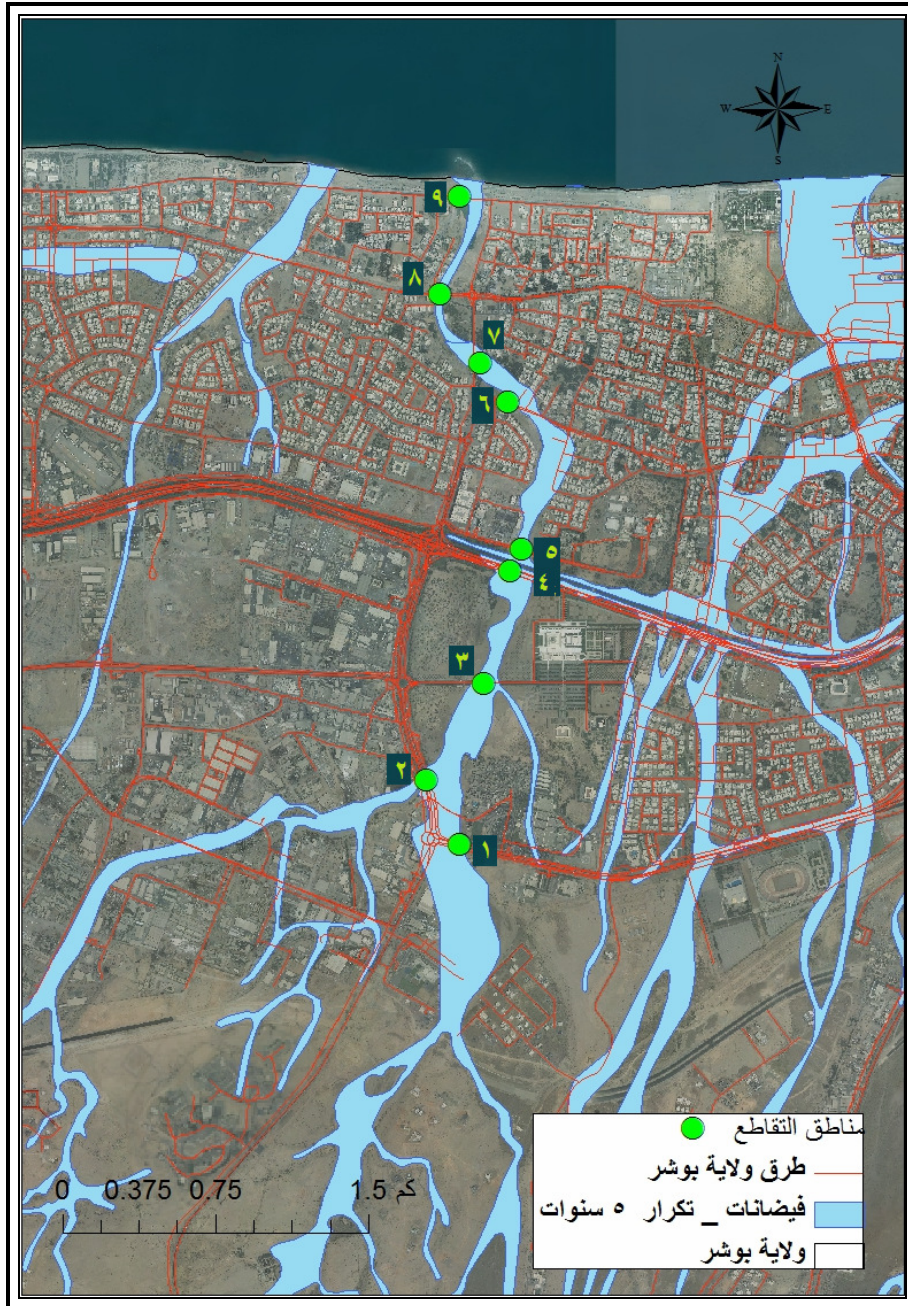 N
W E
S
٩
٨
٧
٦
٥
٤
٣
٢
١
مناطق التقاطع
طرق ولاية بوشر
فيضانات _ تكرار ٥ سنوات
ولاية بوشر
0 0.375 0.75 1.5 كم